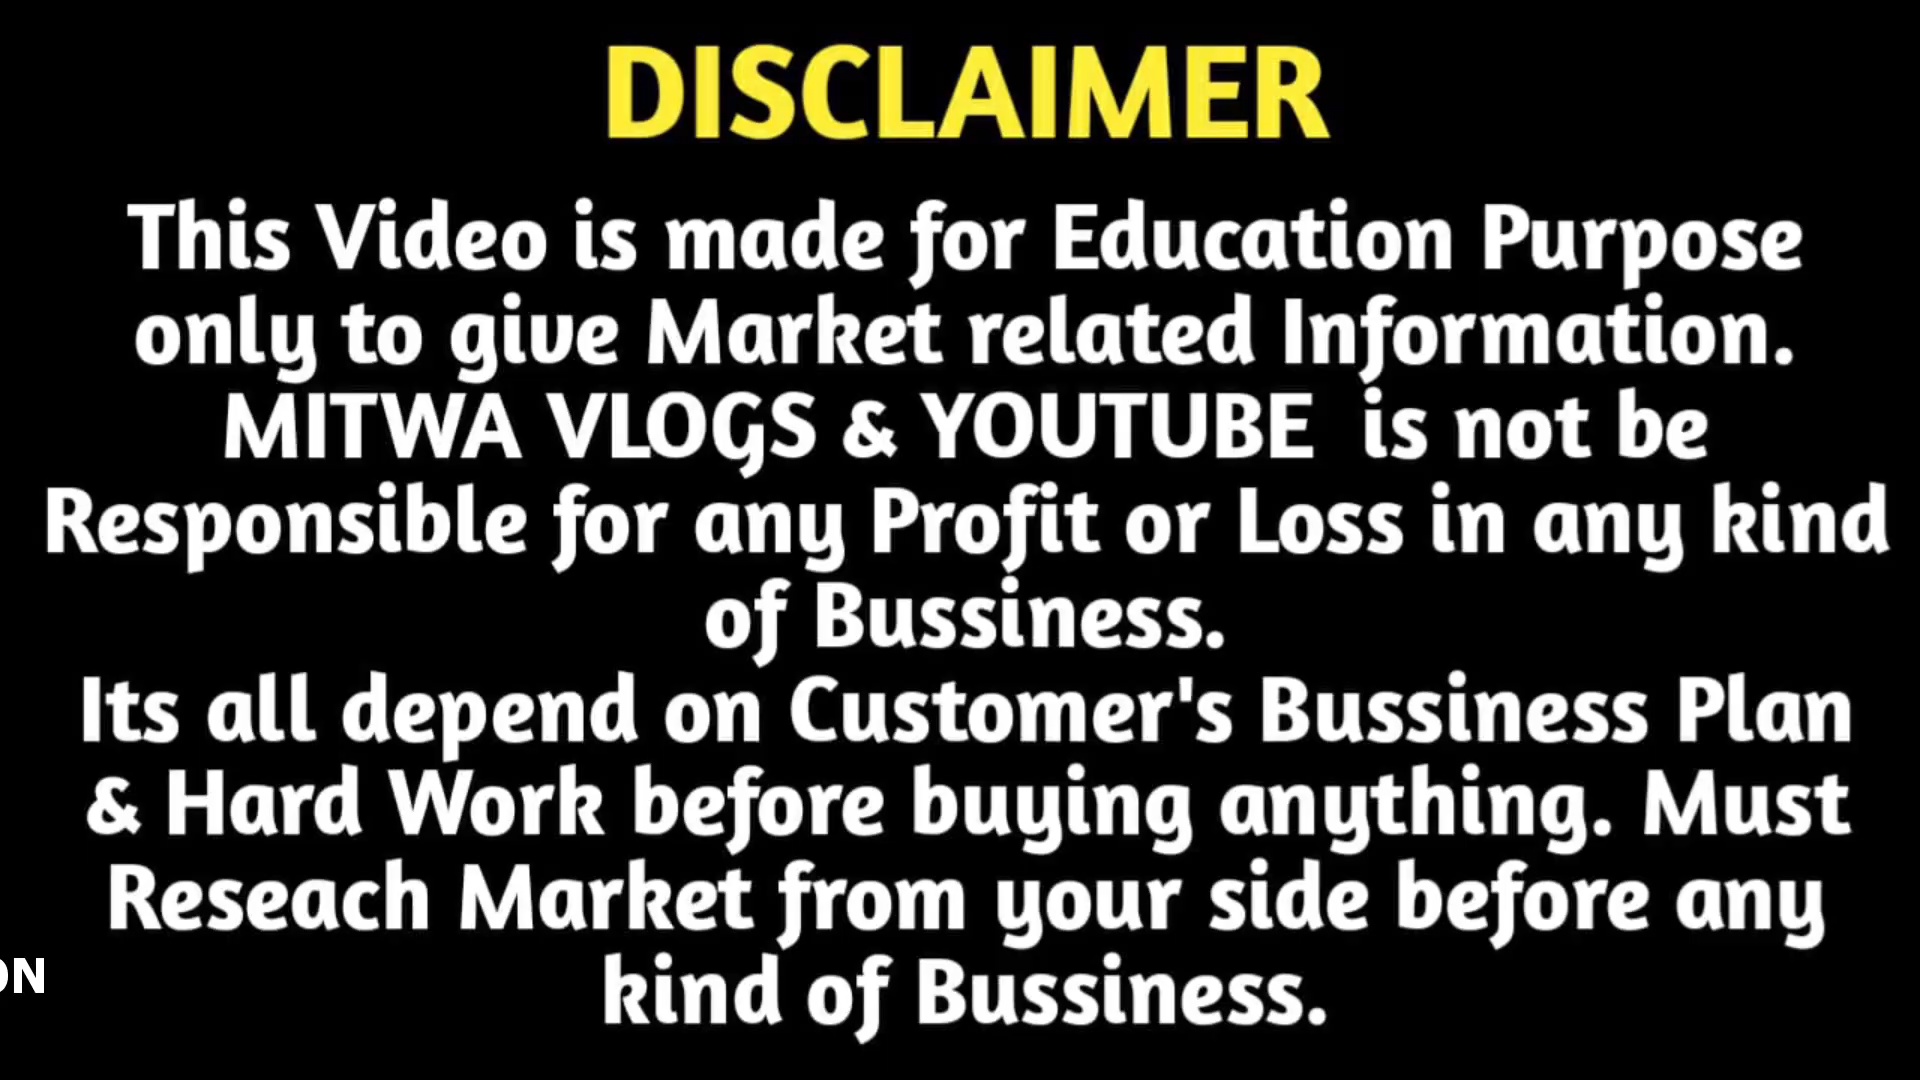 DISCLAIMER
This Video is made for Education Purpose
only to give Market related Information.
MITWA VLOGS & YOUTUBE is not be
Responsible for any Profit or Loss in any kind
of Bussiness.
Its all depend on Customer's Bussiness Plan
& Hard Work before buying anything. Must
Reseach Market from your side before any
ON
kind of Bussiness.